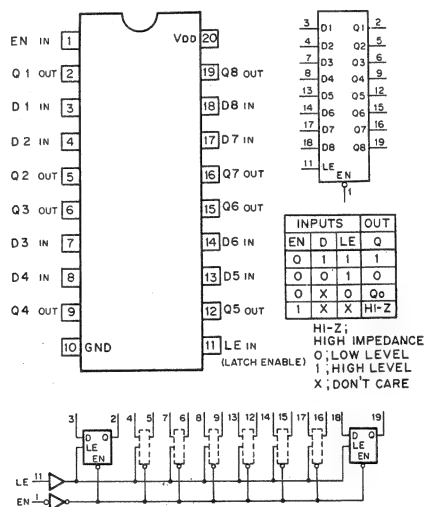 EN IN 1
Q1 OUT 2
D1 IN 3
D2 IN 4
Q2 OUT 5
Q3 OUT 6
D3 IN 7
D4 IN 8
Q4 OUT 9
10 GND
VDD 20
19 Q8 OUT
18 D8 IN
17 D7 IN
16 Q7 OUT
15 Q6 OUT
14 D6 IN
13 D5 IN
12 Q5 OUT
11 LE IN
(LATCH ENABLE)
3 D1 Q1 2
4 D2 Q2 5
7 D3 Q3 6
8 D4 Q4 9
13 D5 Q5 12
14 D6 Q6 15
17 D7 Q7 16
18 D8 Q8 19
11 LE
EN
1
INPUTS OUT
EN D LE Q
0 1 1 1
0 0 1 0
0 X 0 Qo
1 X X HI-Z
HI-Z;
HIGH IMPEDANCE
0;LOW LEVEL
1;HIGH LEVEL
X;DON'T CARE
3 2 4 5 7 6 8 9 13 12 14 15 17 16 18 19
D Q
LE
EN
D Q
LE
EN
LE 11
EN 1